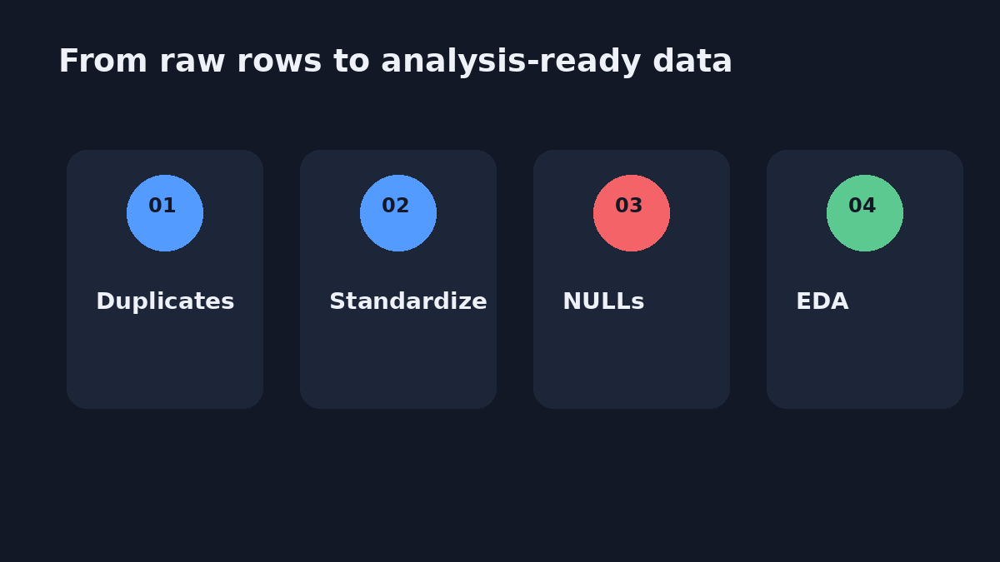 From raw rows to analysis-ready data
01
02
03
04
Duplicates
Standardize
NULLs
EDA